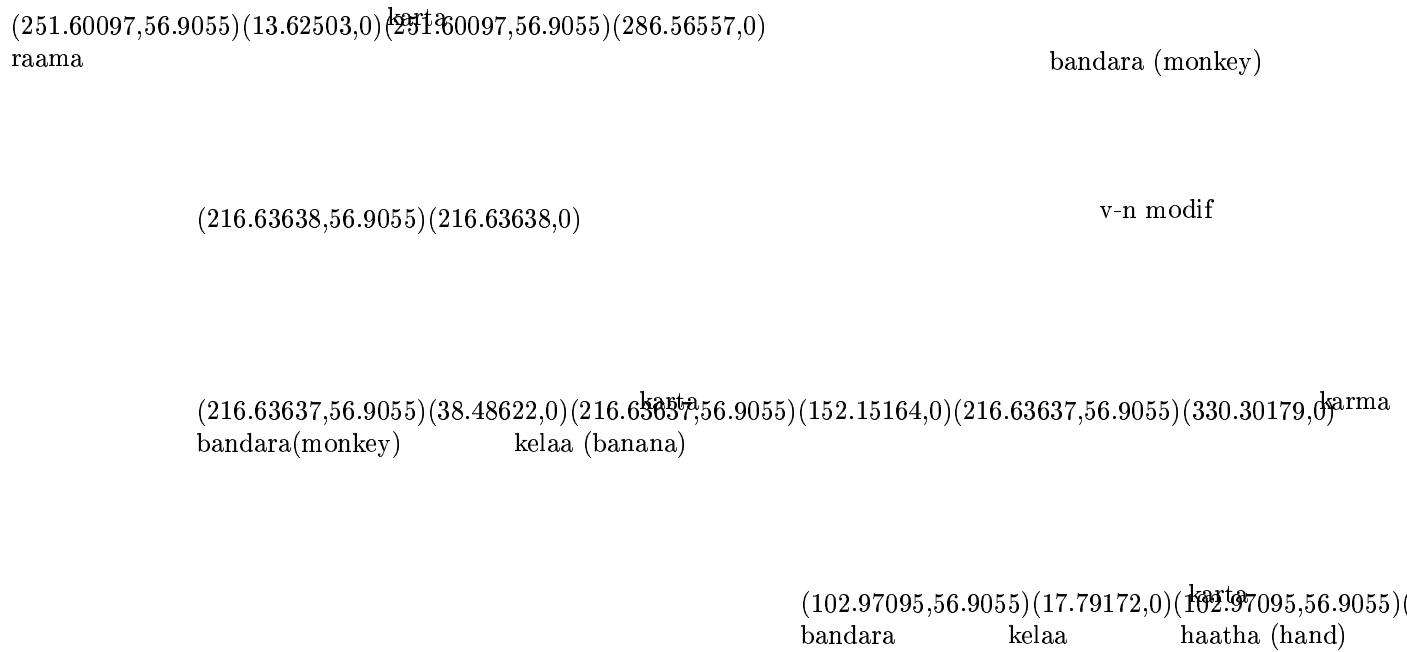 karta
(251.60097,56.9055)(13.62503,0)(251.60097,56.9055)(286.56557,0)
raama bandara (monkey)
v-n modif
(216.63638,56.9055)(216.63638,0)
karta karma
(216.63637,56.9055)(38.48622,0)(216.63637,56.9055)(152.15164,0)(216.63637,56.9055)(330.30179,0)
bandara(monkey) kelaa (banana)
karta
(102.97095,56.9055)(17.79172,0)(102.97095,56.9055)(
bandara kelaa haatha (hand)